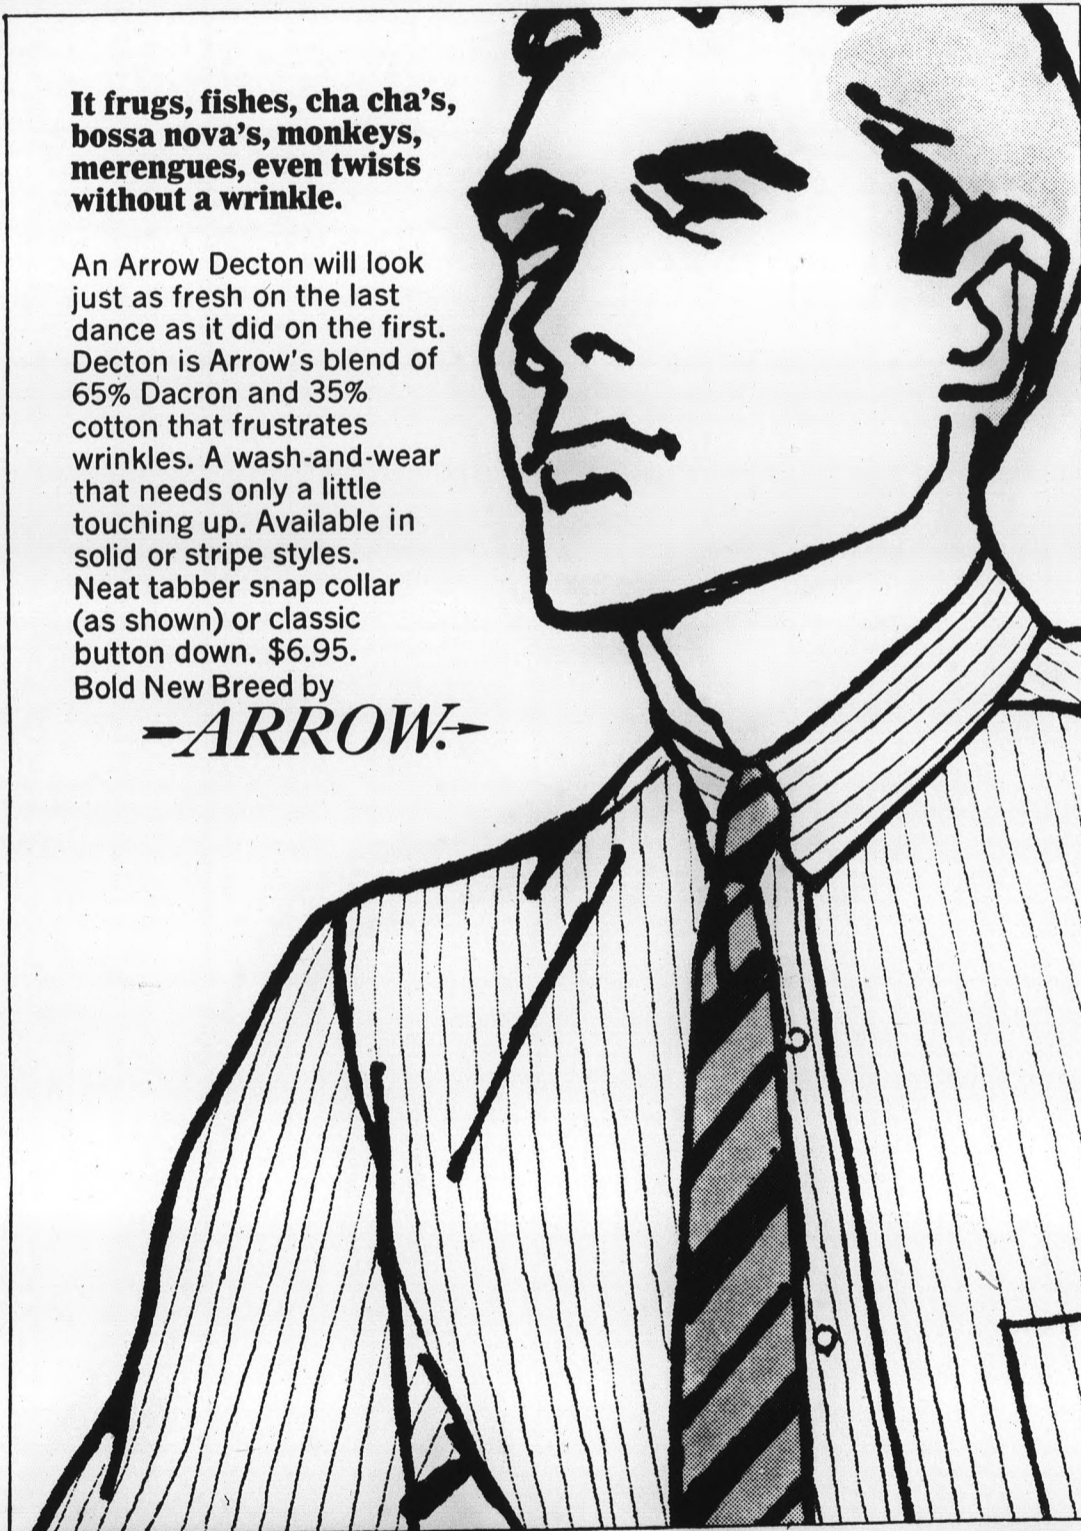 It frugs, fishes, cha cha's,
bossa nova's, monkeys,
merengues, even twists
without a wrinkle.
An Arrow Decton will look
just as fresh on the last
dance as it did on the first.
Decton is Arrow's blend of
65% Dacron and 35%
cotton that frustrates
wrinkles. A wash-and-wear
that needs only a little
touching up. Available in
solid or stripe styles.
Neat tabber snap collar
(as shown) or classic
button down. $6.95.
Bold New Breed by
ARROW.